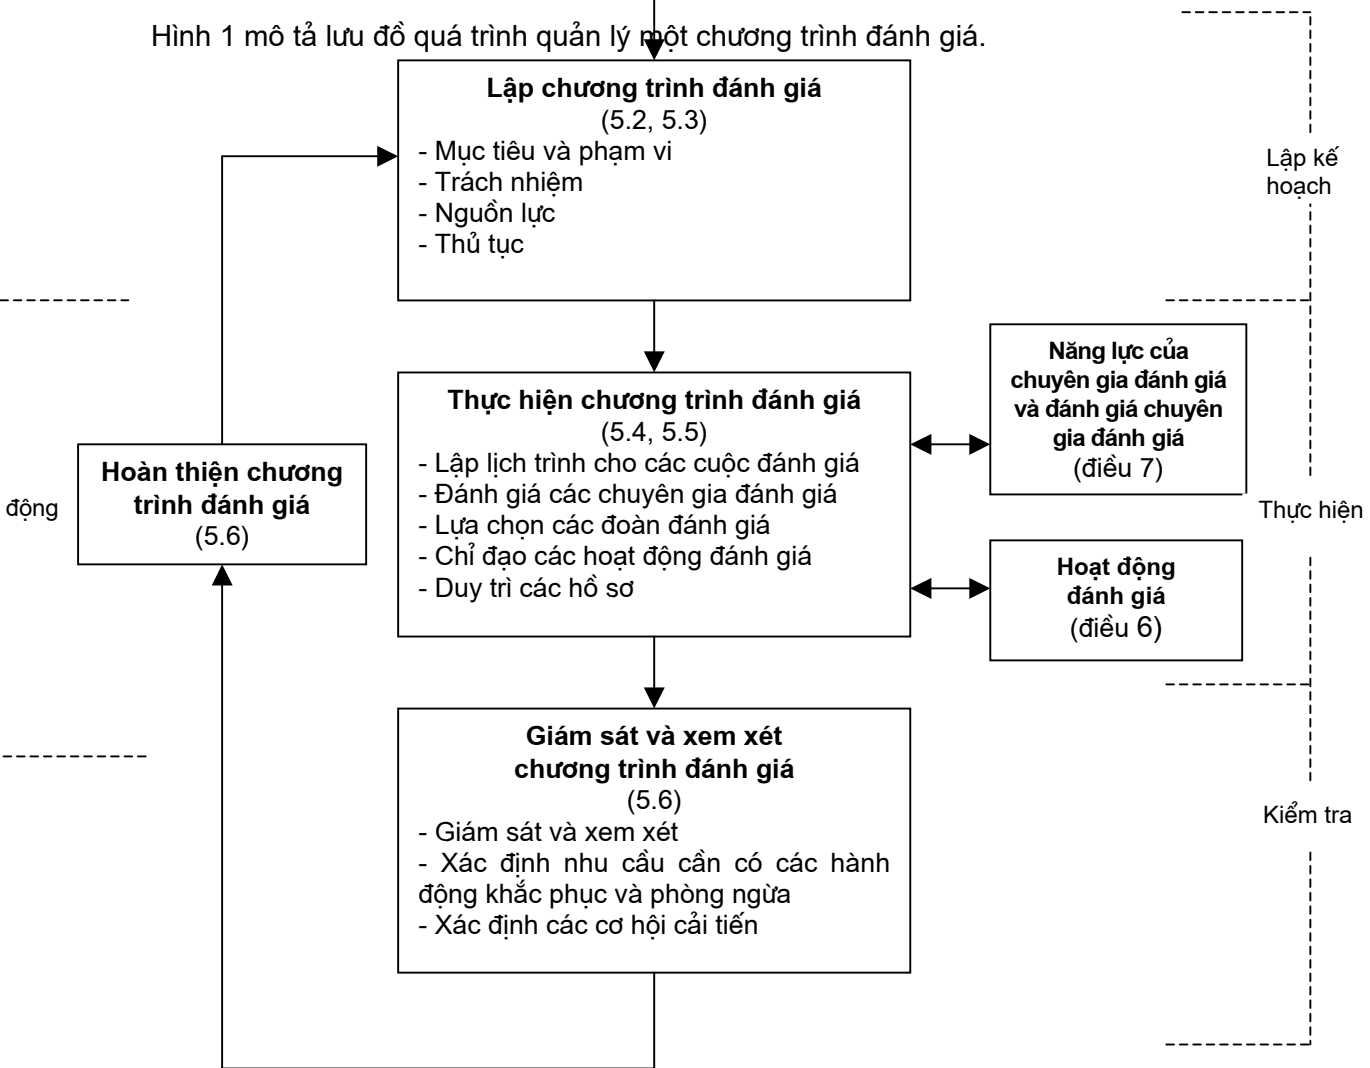 Hình 1 mô tả lưu đồ quá trình quản lý một chương trình đánh giá.
Lập chương trình đánh giá
(5.2, 5.3)
- Mục tiêu và phạm vi
- Trách nhiệm
- Nguồn lực
- Thủ tục
Lập kế
hoạch
Năng lực của
chuyên gia đánh giá
và đánh giá chuyên
gia đánh giá
(điều 7)
Thực hiện chương trình đánh giá
(5.4, 5.5)
- Lập lịch trình cho các cuộc đánh giá
- Đánh giá các chuyên gia đánh giá
- Lựa chọn các đoàn đánh giá
- Chỉ đạo các hoạt động đánh giá
- Duy trì các hồ sơ
Hoàn thiện chương
trình đánh giá
(5.6)
động
Thực hiện
Hoạt động
đánh giá
(điều 6)
Giám sát và xem xét
chương trình đánh giá
(5.6)
- Giám sát và xem xét
- Xác định nhu cầu cần có các hành
động khắc phục và phòng ngừa
- Xác định các cơ hội cải tiến
Kiểm tra